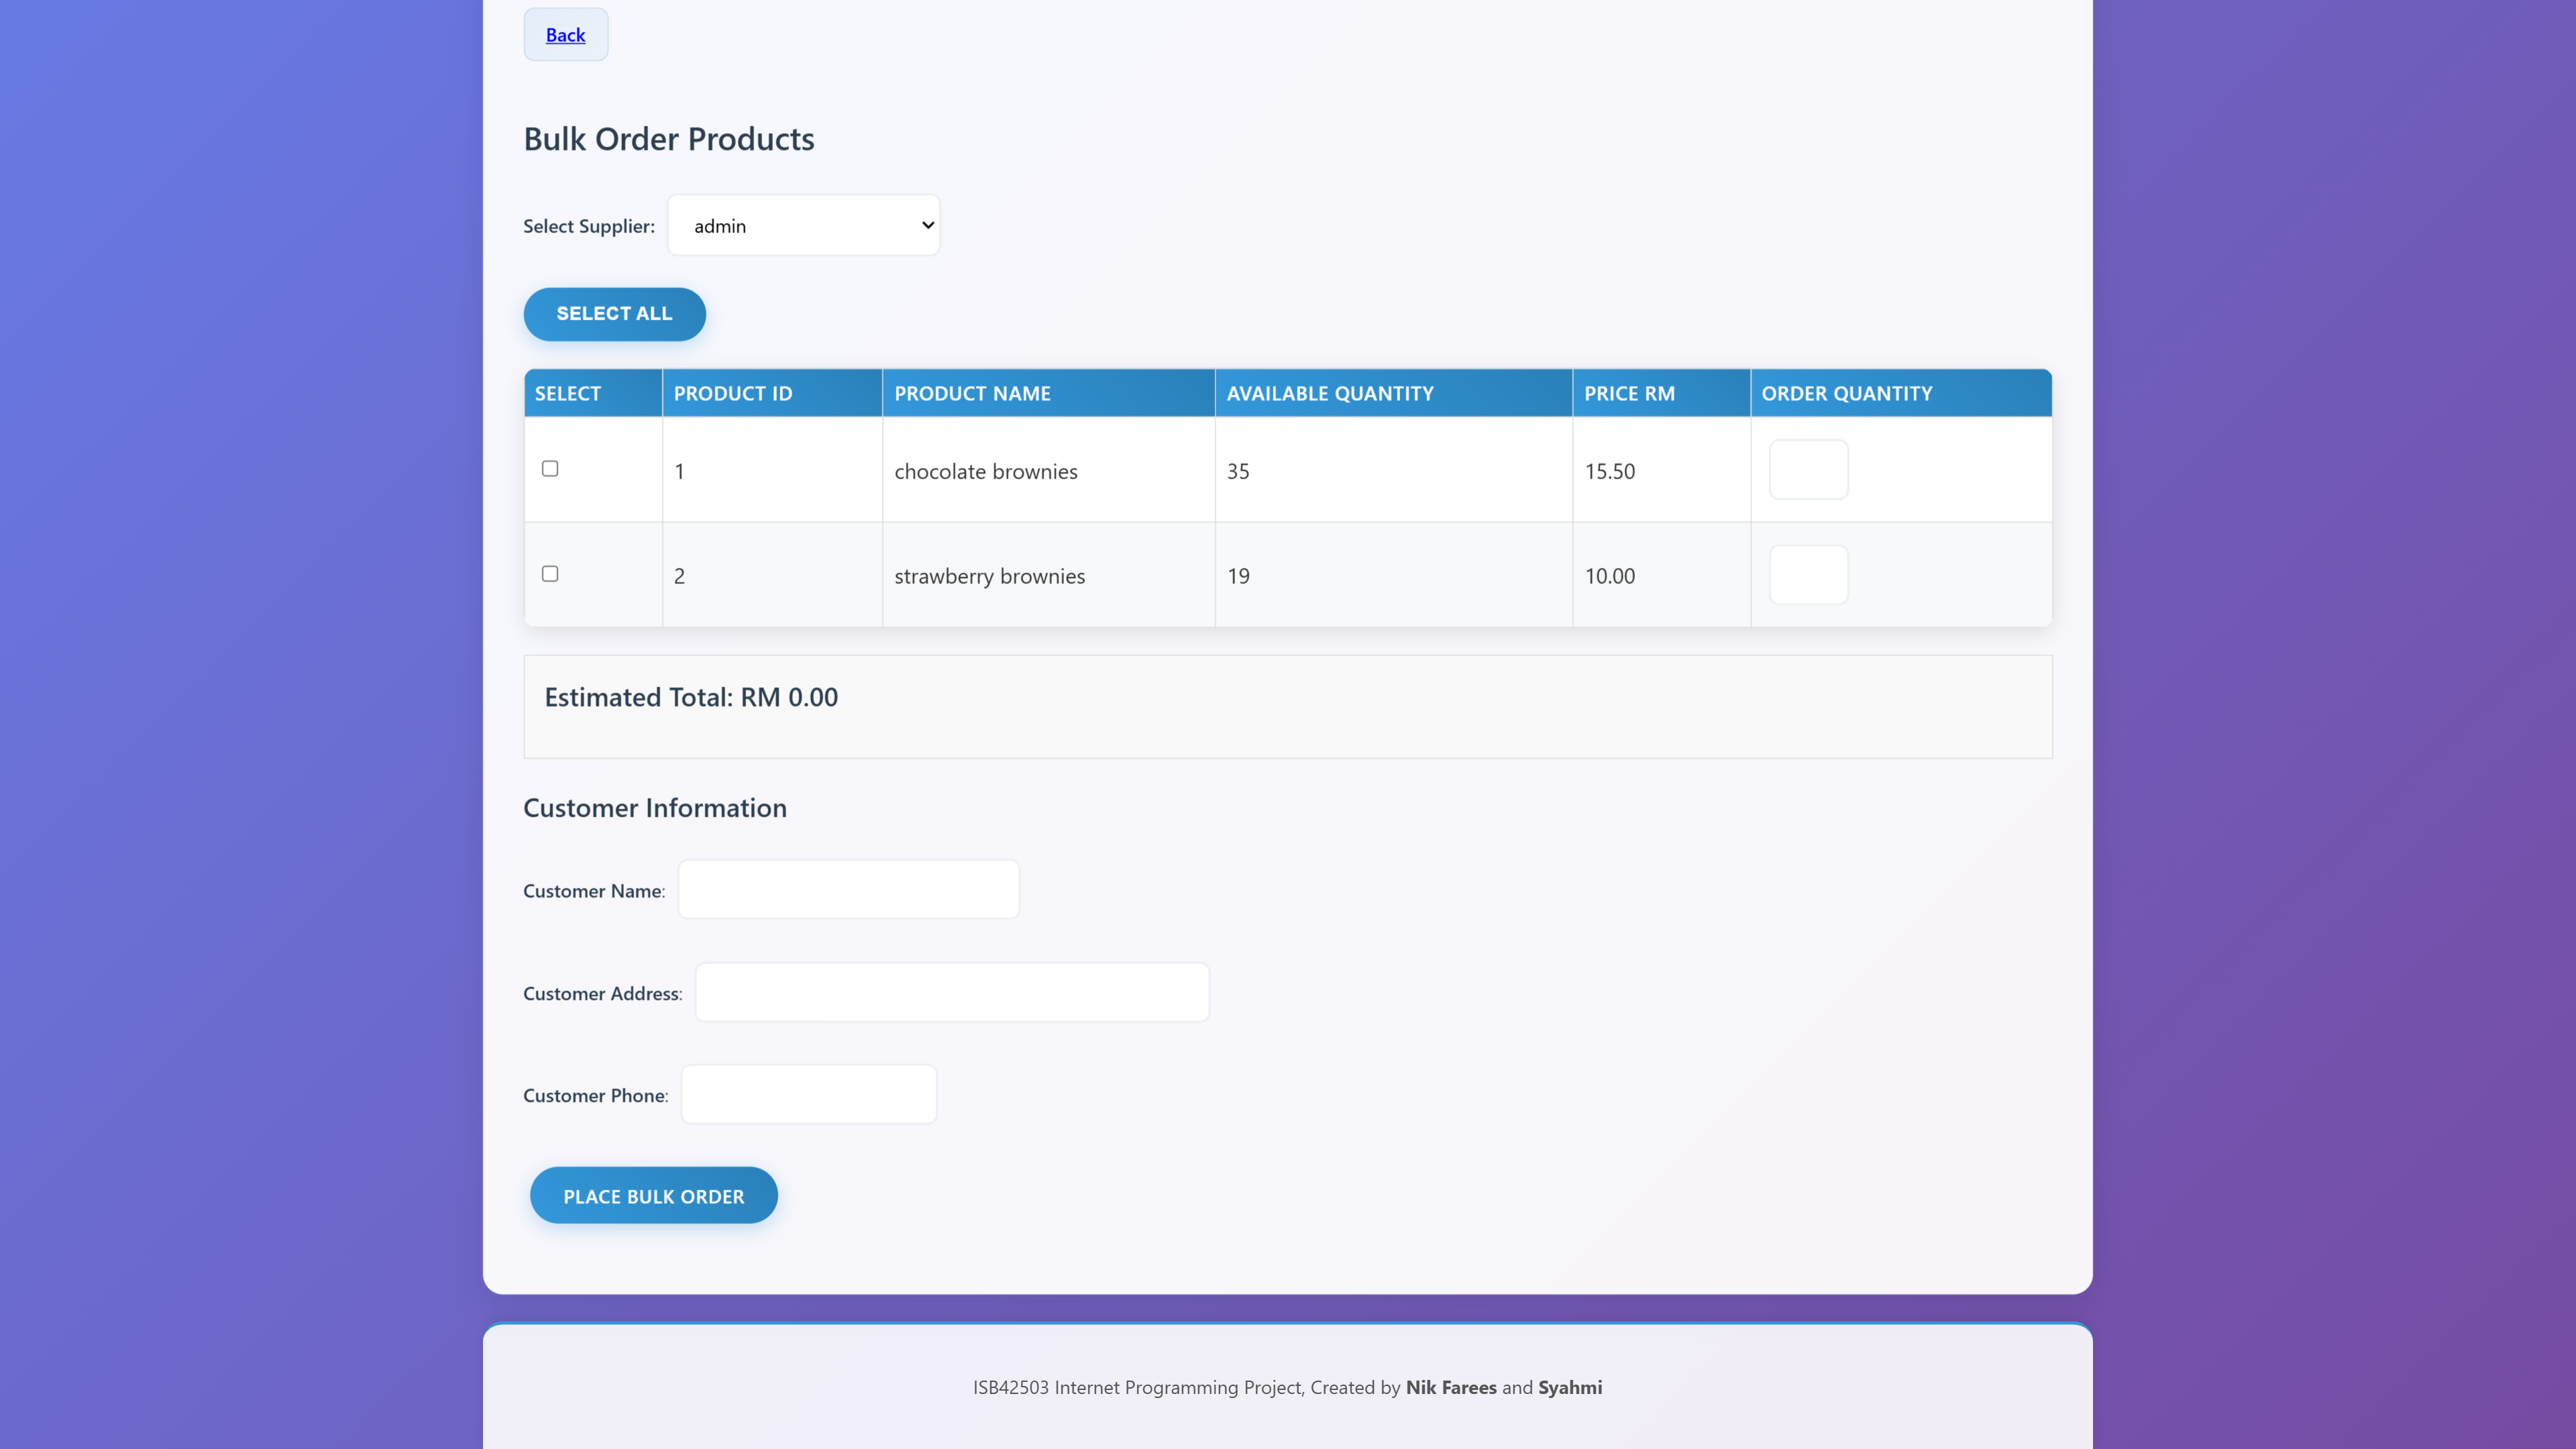 Back
Bulk Order Products
Select Supplier: admin
SELECT ALL
SELECT PRODUCT ID PRODUCT NAME AVAILABLE QUANTITY PRICE RM ORDER QUANTITY
1 chocolate brownies 35 15.50
2 strawberry brownies 19 10.00
Estimated Total: RM 0.00
Customer Information
Customer Name:
Customer Address:
Customer Phone:
PLACE BULK ORDER
ISB42503 Internet Programming Project, Created by Nik Farees and Syahmi